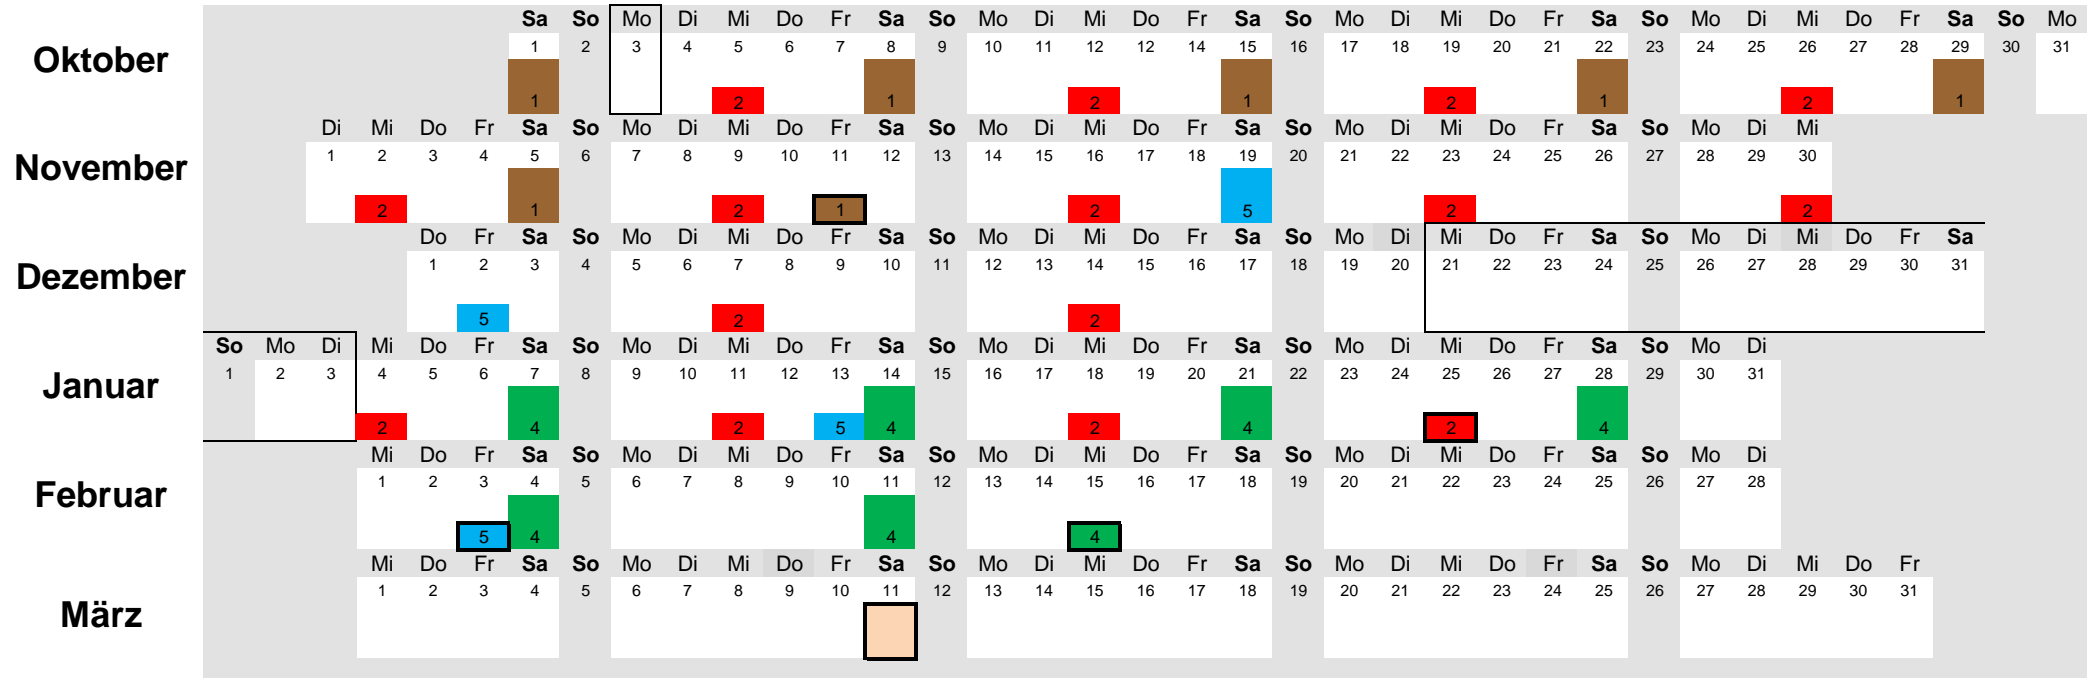 Sa So Mo Di Mi Do Fr Sa So Mo Di Mi Do Fr Sa So Mo Di Mi Do Fr Sa So Mo Di Mi Do Fr Sa So Mo
Oktober
1 2 3 4 5 6 7 8 9 10 11 12 12 14 15 16 17 18 19 20 21 22 23 24 25 26 27 28 29 30 31
1 2 1 2 1 2 1 2 1
Di Mi Do Fr Sa So Mo Di Mi Do Fr Sa So Mo Di Mi Do Fr Sa So Mo Di Mi Do Fr Sa So Mo Di Mi
November
1 2 3 4 5 6 7 8 9 10 11 12 13 14 15 16 17 18 19 20 21 22 23 24 25 26 27 28 29 30
2 1 2 1 2 5 2 2
Do Fr Sa So Mo Di Mi Do Fr Sa So Mo Di Mi Do Fr Sa So Mo Di Mi Do Fr Sa So Mo Di Mi Do Fr Sa
Dezember
1 2 3 4 5 6 7 8 9 10 11 12 13 14 15 16 17 18 19 20 21 22 23 24 25 26 27 28 29 30 31
5 2 2
So Mo Di Mi Do Fr Sa So Mo Di Mi Do Fr Sa So Mo Di Mi Do Fr Sa So Mo Di Mi Do Fr Sa So Mo Di
Januar
1 2 3 4 5 6 7 8 9 10 11 12 13 14 15 16 17 18 19 20 21 22 23 24 25 26 27 28 29 30 31
2 4 2 5 4 2 4 2 4
Mi Do Fr Sa So Mo Di Mi Do Fr Sa So Mo Di Mi Do Fr Sa So Mo Di Mi Do Fr Sa So Mo Di
Februar
1 2 3 4 5 6 7 8 9 10 11 12 13 14 15 16 17 18 19 20 21 22 23 24 25 26 27 28
5 4 4 4
Mi Do Fr Sa So Mo Di Mi Do Fr Sa So Mo Di Mi Do Fr Sa So Mo Di Mi Do Fr Sa So Mo Di Mi Do Fr
März
1 2 3 4 5 6 7 8 9 10 11 12 13 14 15 16 17 18 19 20 21 22 23 24 25 26 27 28 29 30 31